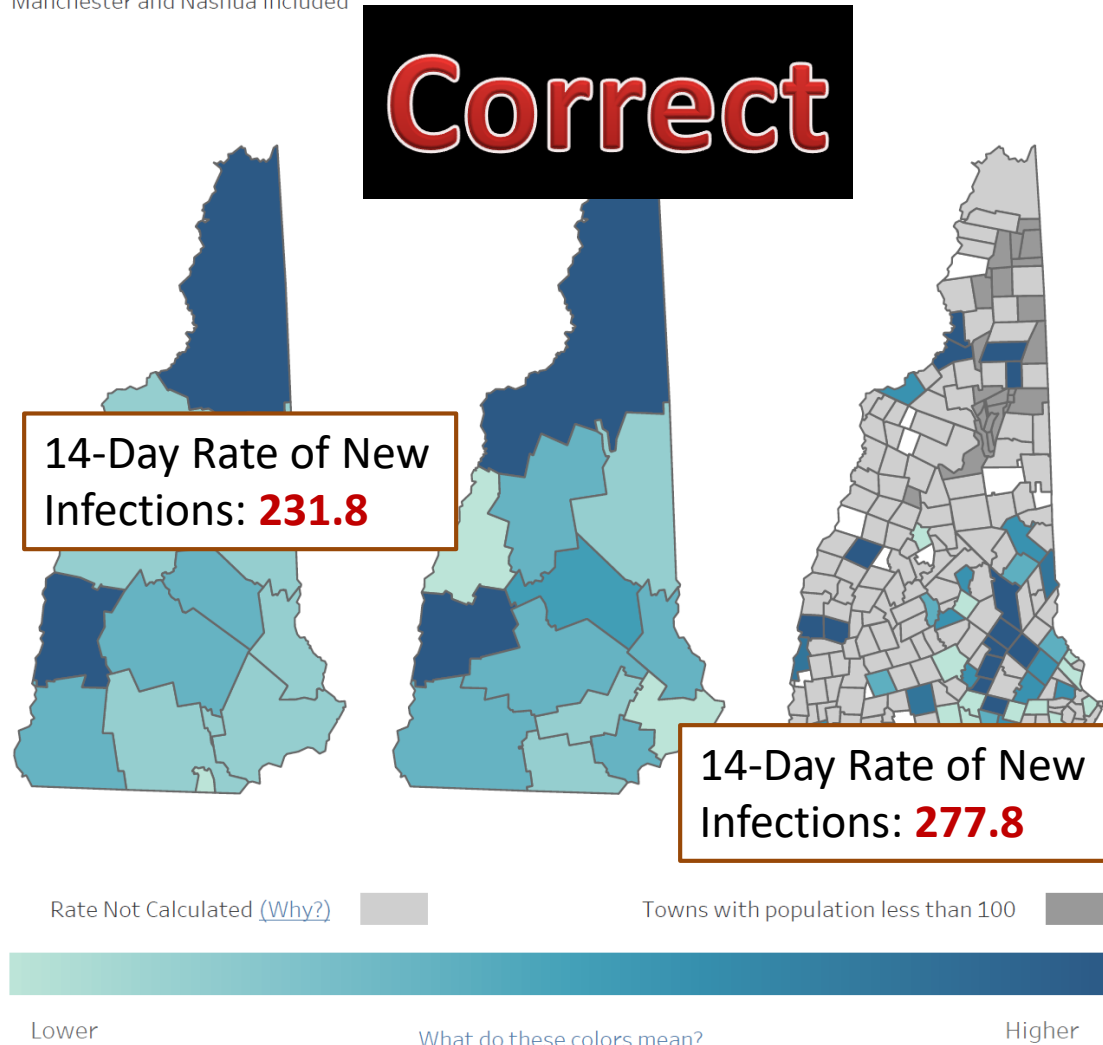 Manchester and Nashua included
Correct
14-Day Rate of New
Infections: 231.8
14-Day Rate of New
Infections: 277.8
Rate Not Calculated (Why?)
Towns with population less than 100
Lower
What do these colors mean?
Higher